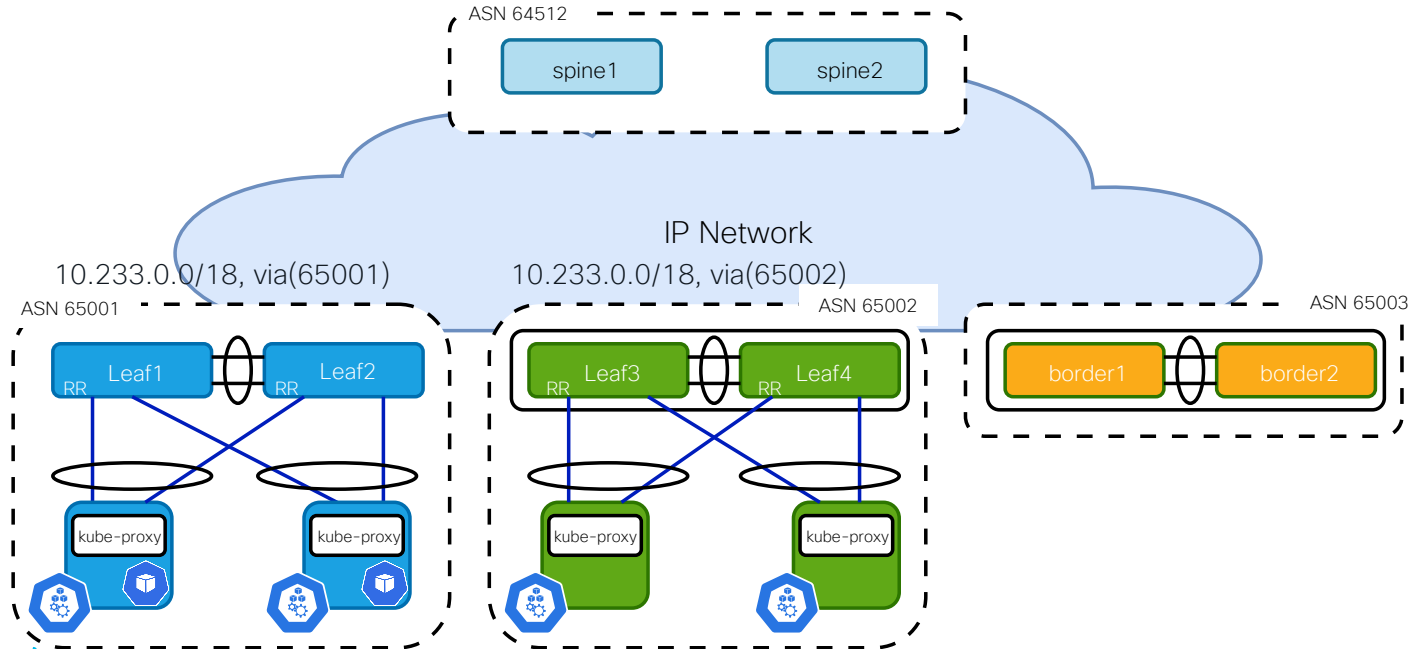 ASN 64512
spine1
spine2
IP Network
10.233.0.0/18, via(65001)
10.233.0.0/18, via(65002)
ASN 65001
ASN 65002
ASN 65003
Leaf1
RR
Leaf2
RR
Leaf3
RR
Leaf4
RR
border1
border2
kube-proxy
kube-proxy
kube-proxy
kube-proxy